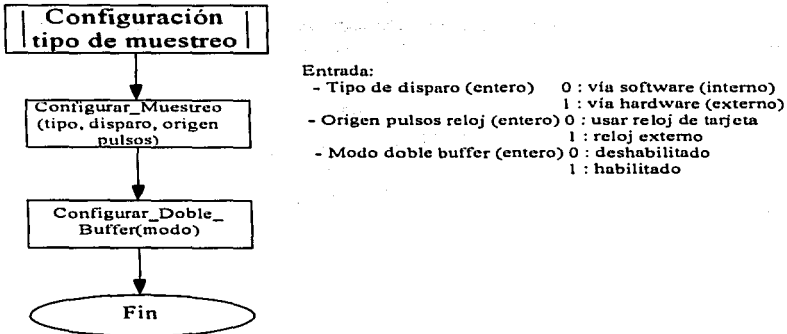 Configuración
tipo de muestreo
Configurar_Muestreo
(tipo, disparo, origen
pulsos)
Configurar_Doble_
Buffer(modo)
Fin
Entrada:
- Tipo de disparo (entero) 0 : vía software (interno)
1 : vía hardware (externo)
- Origen pulsos reloj (entero) 0 : usar reloj de tarjeta
1 : reloj externo
- Modo doble buffer (entero) 0 : deshabilitado
1 : habilitado